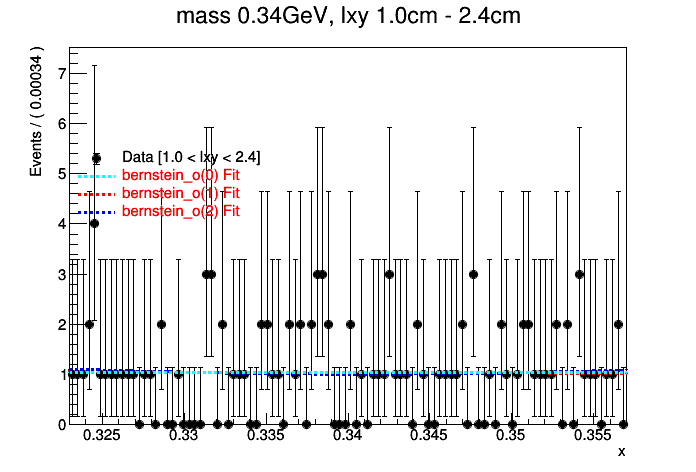 mass 0.34GeV, lxy 1.0cm - 2.4cm
Events / ( 0.00034 )
7
6
5
4
3
2
1
0
Data [1.0 < lxy < 2.4]
bernstein_o(0) Fit
bernstein_o(1) Fit
bernstein_o(2) Fit
0.325 0.33 0.335 0.34 0.345 0.35 0.355
x